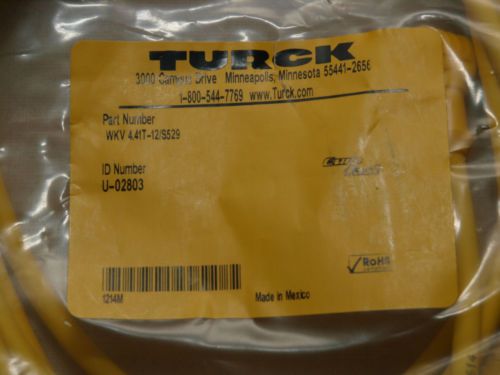 TURCK
3000 Campus Drive Minneapolis, Minnesota 55441-2656
1-800-544-7769 www.Turck.com
Part Number
WKV 4.41T-12/S529
ID Number
U-02803
RoHS
1214M
Made in Mexico